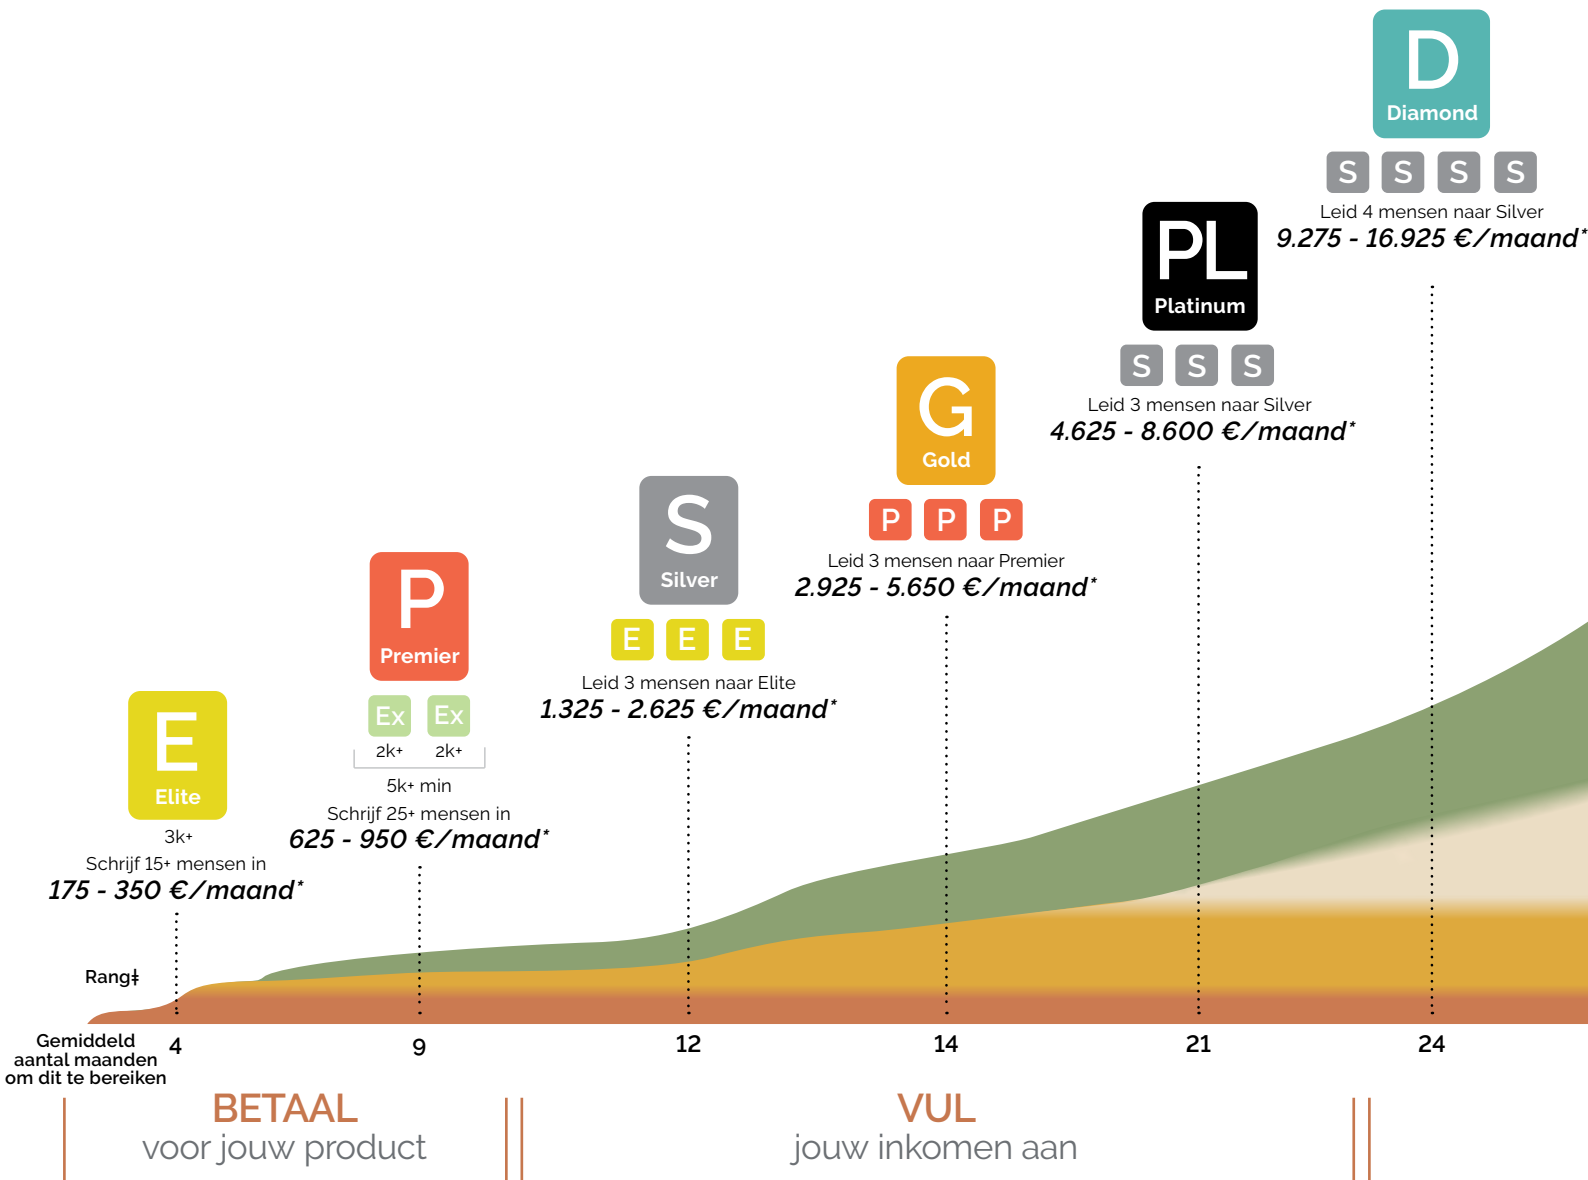 D
Diamond
S S S S
Leid 4 mensen naar Silver
9.275 - 16.925 €/maand*
PL
Platinum
S S S
Leid 3 mensen naar Silver
4.625 - 8.600 €/maand*
G
Gold
P P P
Leid 3 mensen naar Premier
2.925 - 5.650 €/maand*
S
Silver
E E E
Leid 3 mensen naar Elite
1.325 - 2.625 €/maand*
P
Premier
Ex Ex
2k+ 2k+
5k+ min
Schrijf 25+ mensen in
625 - 950 €/maand*
E
Elite
3k+
Schrijf 15+ mensen in
175 - 350 €/maand*
Rang‡
Gemiddeld
aantal maanden
om dit te bereiken
4 9 12 14 21 24
BETAAL
voor jouw product
VUL
jouw inkomen aan